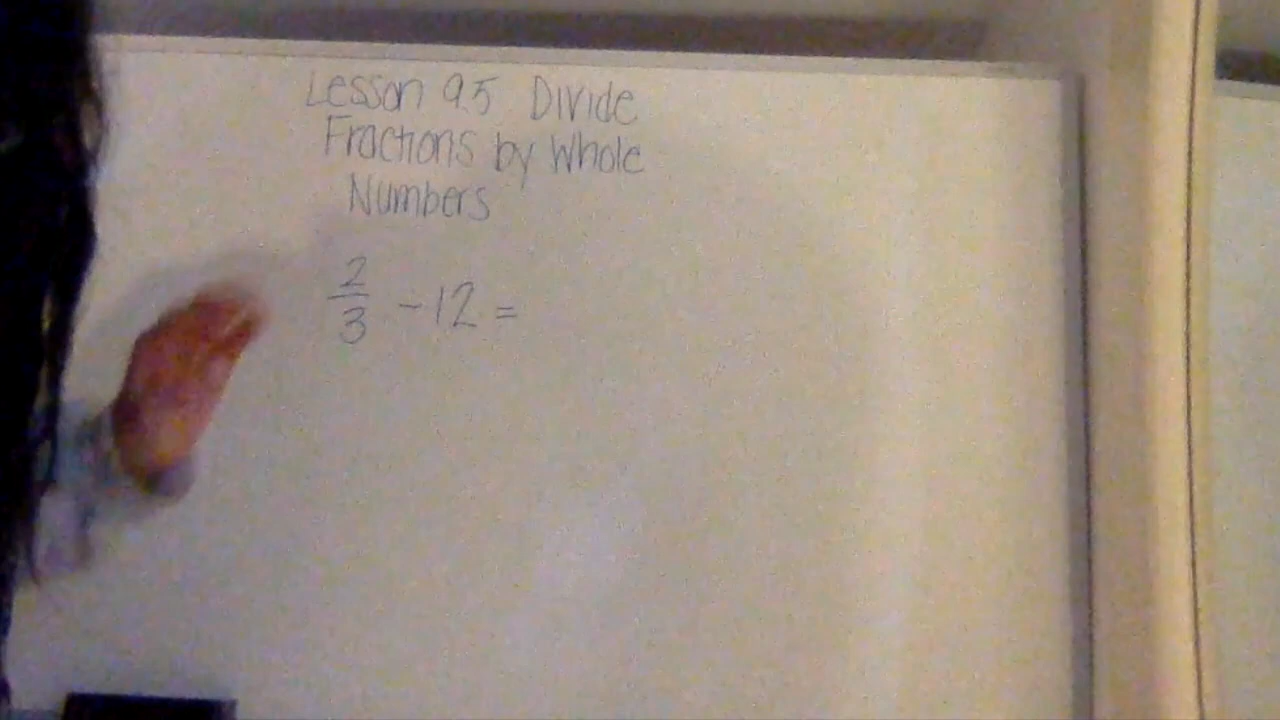 Lesson 9.5 Divide
Fractions by Whole
Numbers
2/3 - 12 =